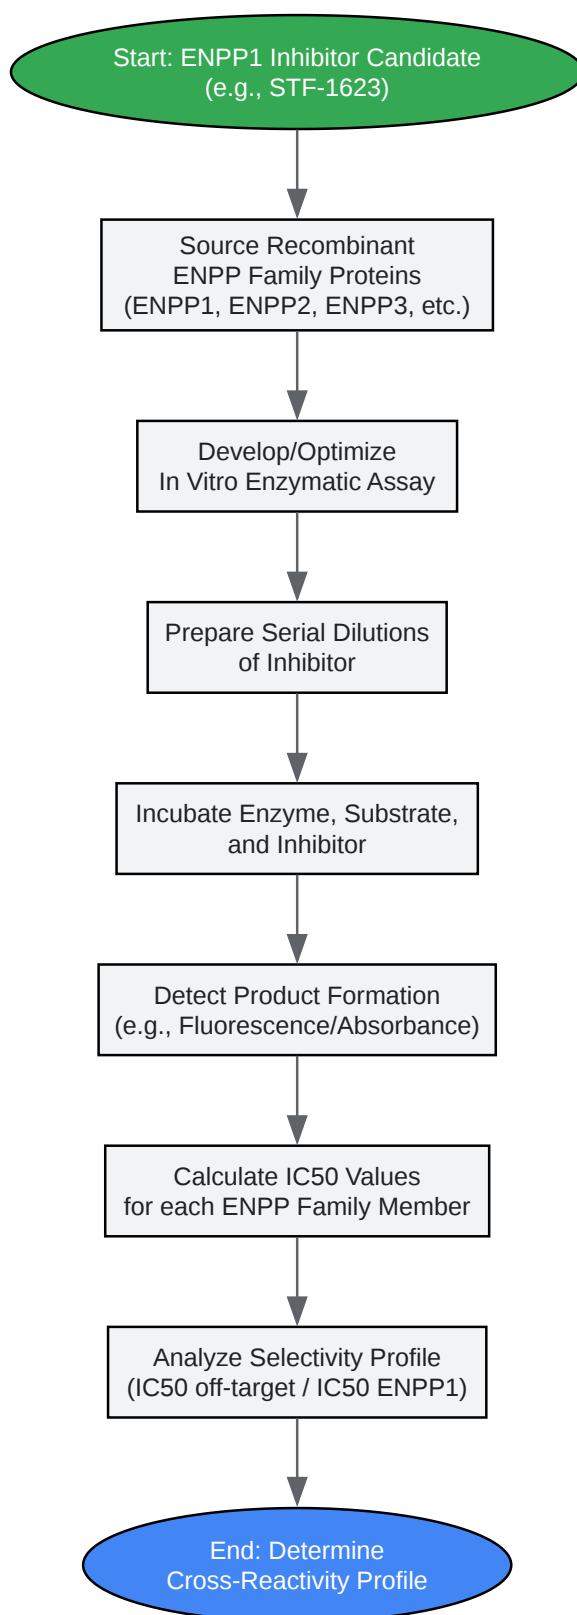 Start: ENPP1 Inhibitor Candidate
(e.g., STF-1623)
Source Recombinant
ENPP Family Proteins
(ENPP1, ENPP2, ENPP3, etc.)
Develop/Optimize
In Vitro Enzymatic Assay
Prepare Serial Dilutions
of Inhibitor
Incubate Enzyme, Substrate,
and Inhibitor
Detect Product Formation
(e.g., Fluorescence/Absorbance)
Calculate IC50 Values
for each ENPP Family Member
Analyze Selectivity Profile
(IC50 off-target / IC50 ENPP1)
End: Determine
Cross-Reactivity Profile